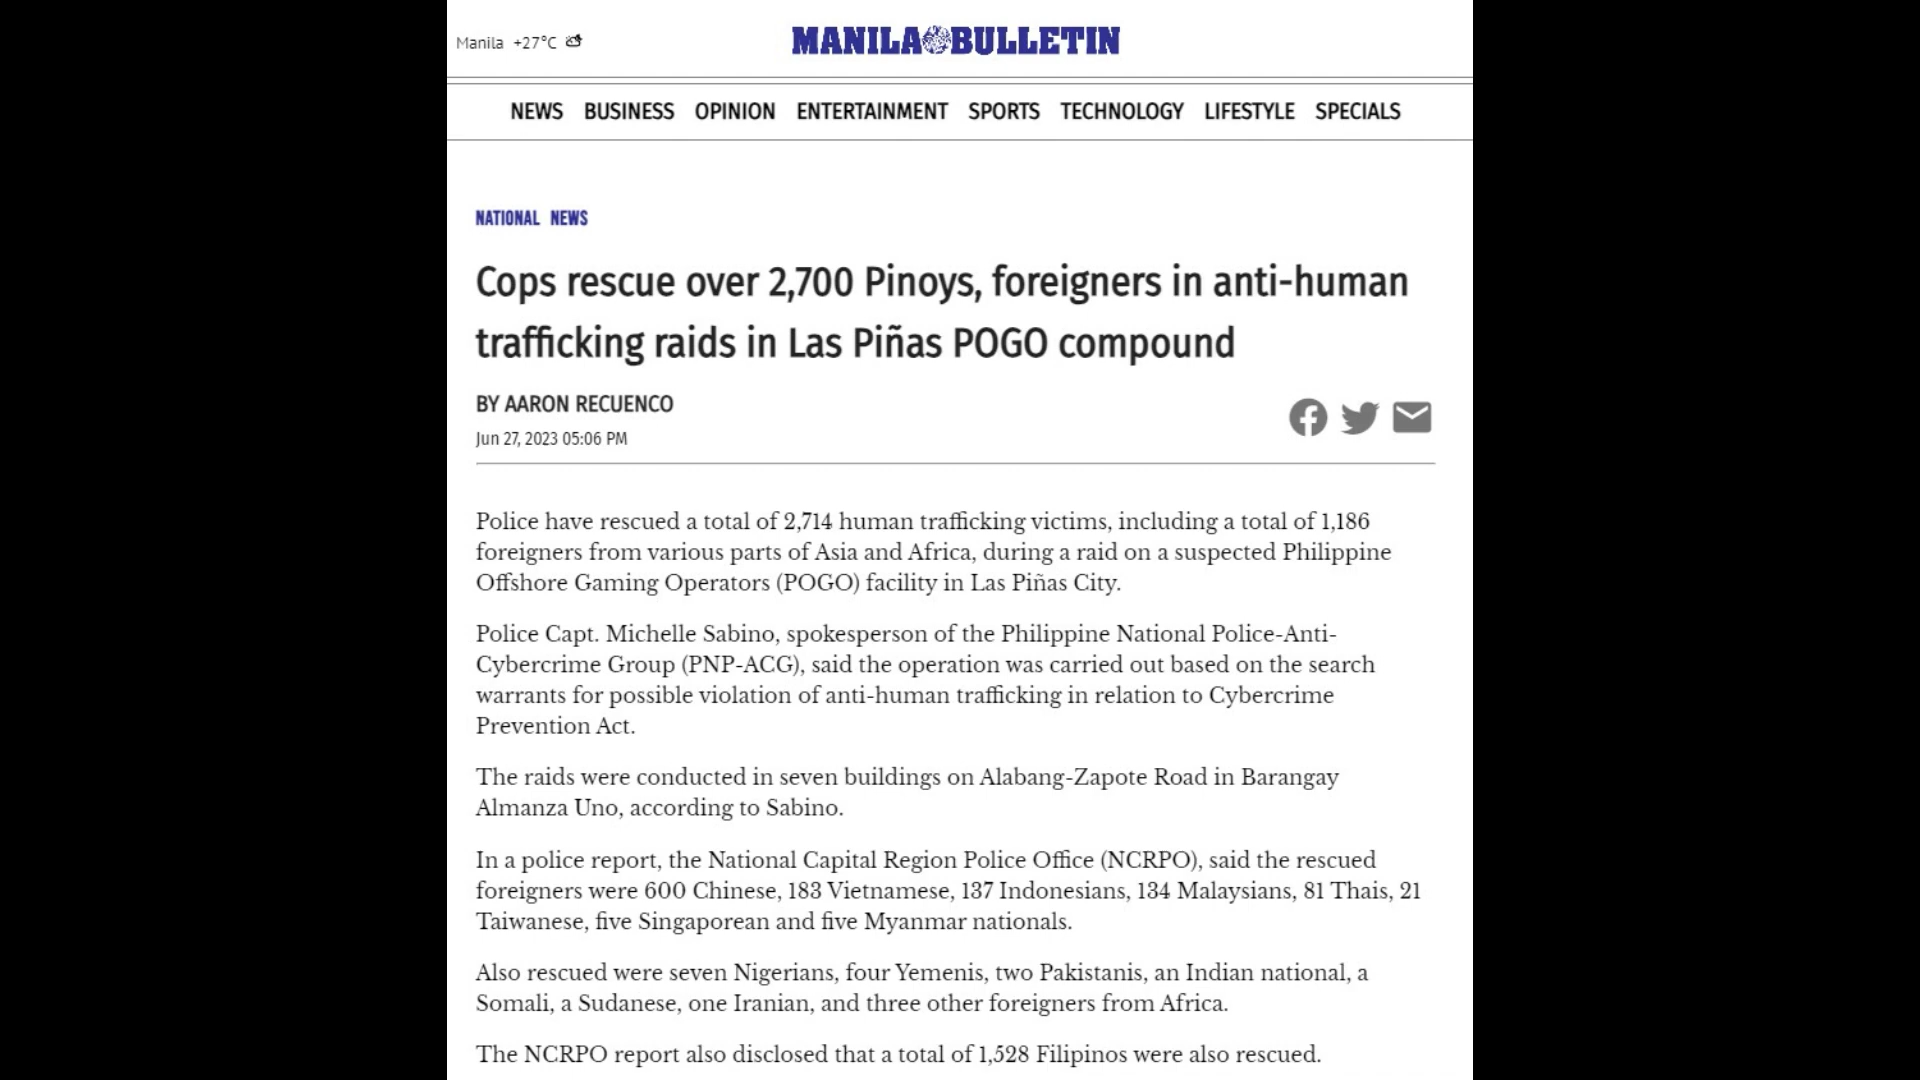 Manila +27°C
MANILA BULLETIN
NEWS BUSINESS OPINION ENTERTAINMENT SPORTS TECHNOLOGY LIFESTYLE SPECIALS
NATIONAL NEWS
Cops rescue over 2,700 Pinoys, foreigners in anti-human
trafficking raids in Las Piñas POGO compound
BY AARON RECUENCO
Jun 27, 2023 05:06 PM
Police have rescued a total of 2,714 human trafficking victims, including a total of 1,186
foreigners from various parts of Asia and Africa, during a raid on a suspected Philippine
Offshore Gaming Operators (POGO) facility in Las Piñas City.
Police Capt. Michelle Sabino, spokesperson of the Philippine National Police-Anti-
Cybercrime Group (PNP-ACG), said the operation was carried out based on the search
warrants for possible violation of anti-human trafficking in relation to Cybercrime
Prevention Act.
The raids were conducted in seven buildings on Alabang-Zapote Road in Barangay
Almanza Uno, according to Sabino.
In a police report, the National Capital Region Police Office (NCRPO), said the rescued
foreigners were 600 Chinese, 183 Vietnamese, 137 Indonesians, 134 Malaysians, 81 Thais, 21
Taiwanese, five Singaporean and five Myanmar nationals.
Also rescued were seven Nigerians, four Yemenis, two Pakistanis, an Indian national, a
Somali, a Sudanese, one Iranian, and three other foreigners from Africa.
The NCRPO report also disclosed that a total of 1,528 Filipinos were also rescued.